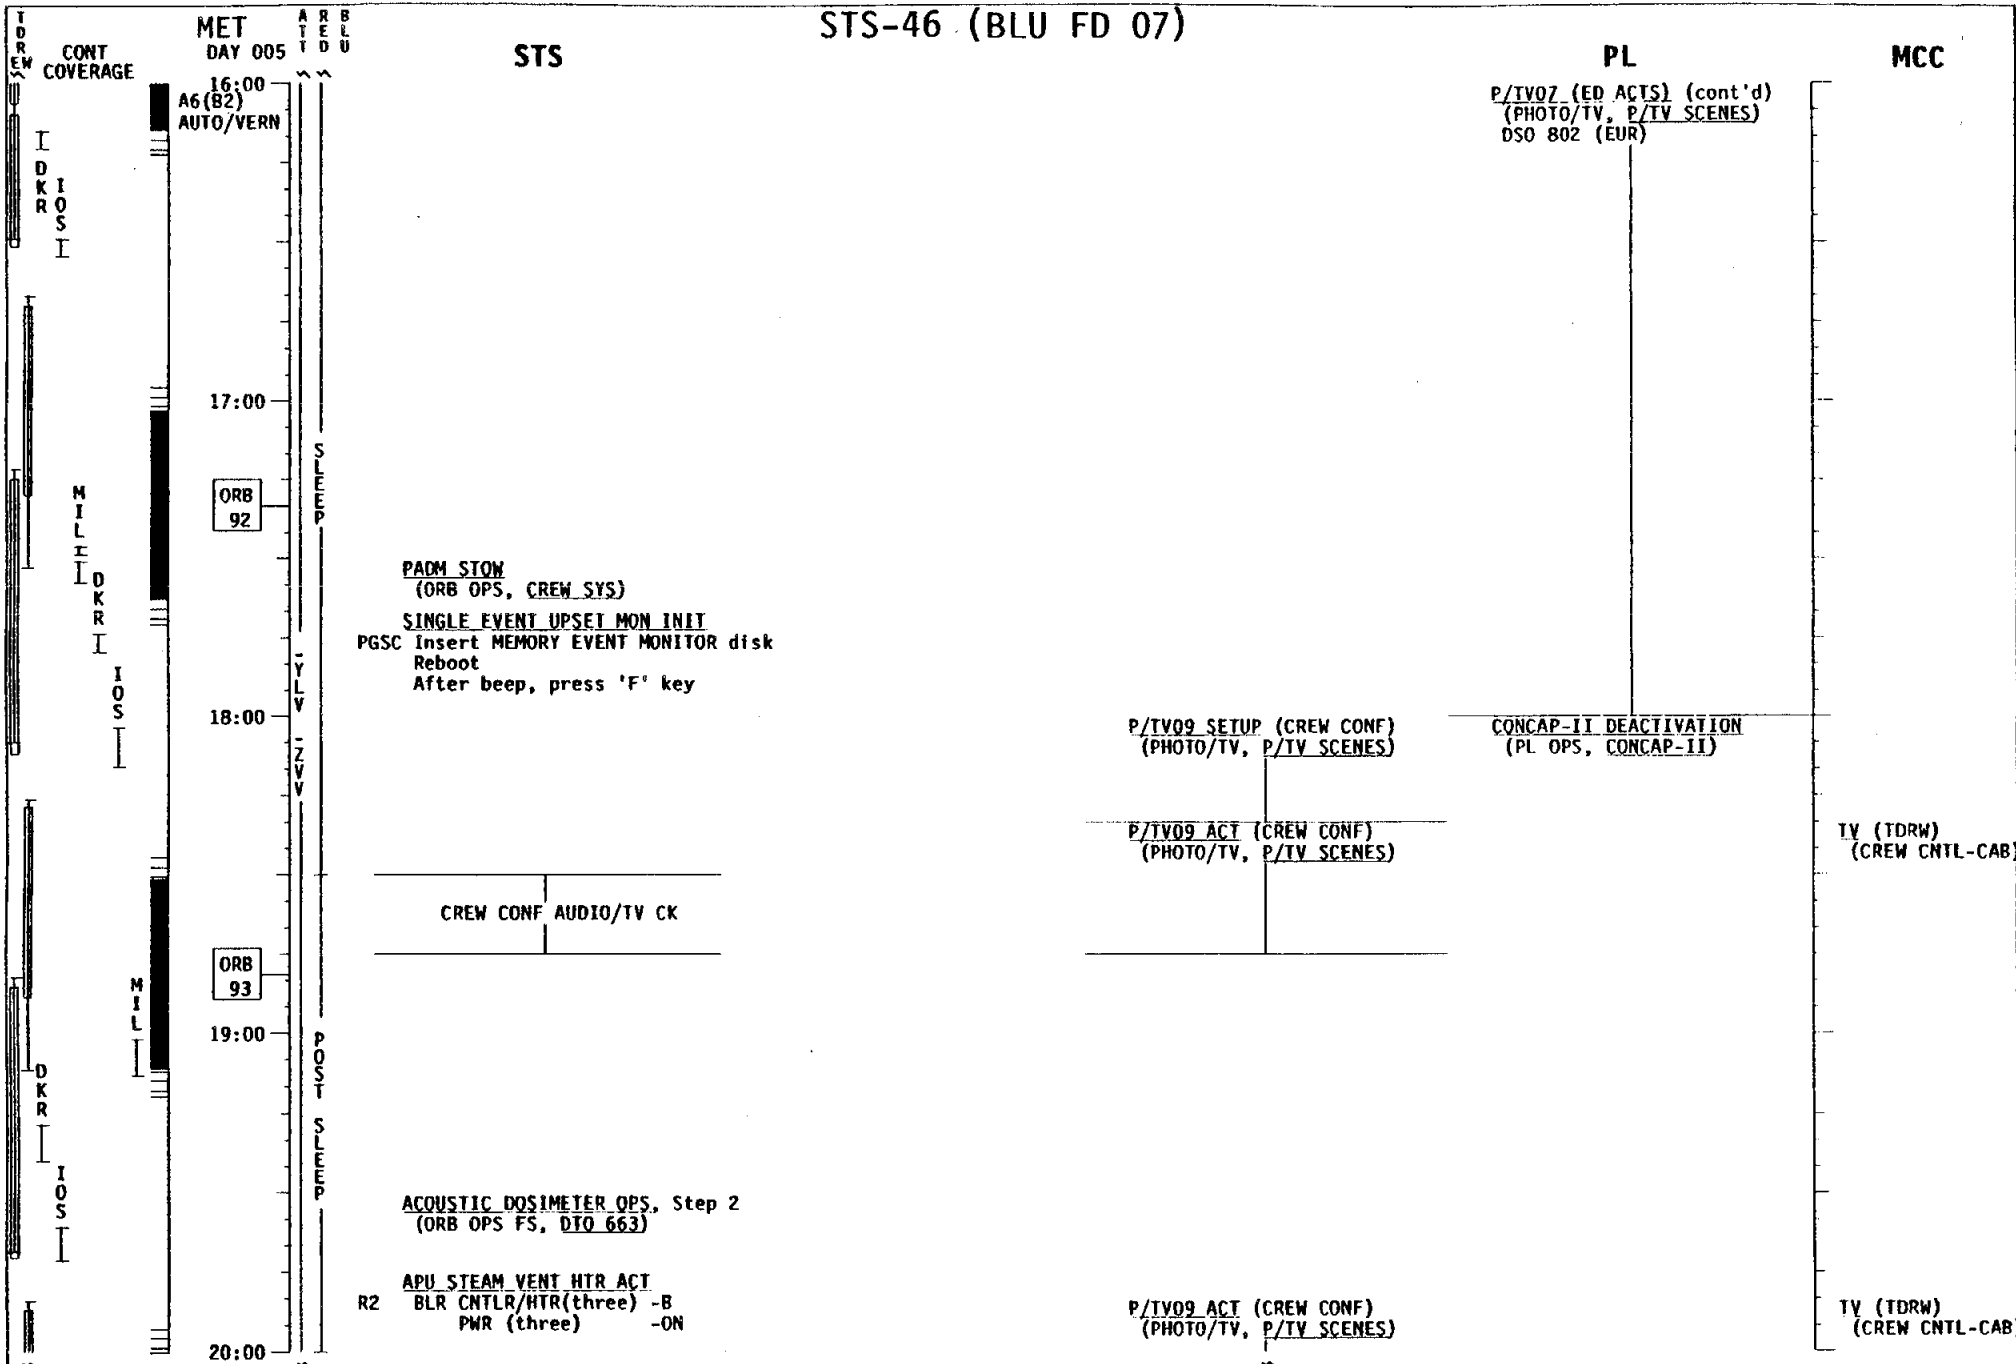 STS-46 (BLU FD 07)
TDRS
EW
CONT
COVERAGE
MET
DAY 005
ATT
RED
BLU
STS
PL
MCC
16:00
A6(B2)
AUTO/VERN
P/TV07 (ED ACTS) (cont'd)
(PHOTO/TV, P/TV SCENES)
DSO 802 (EUR)
DKR
IOS
17:00
SLEEP
MIL
ORB
92
DKR
PADM STOW
(ORB OPS, CREW SYS)
SINGLE EVENT UPSET MON INIT
PGSC Insert MEMORY EVENT MONITOR disk
Reboot
After beep, press 'F' key
-YLV
-ZVV
IOS
18:00
P/TV09 SETUP (CREW CONF)
(PHOTO/TV, P/TV SCENES)
CONCAP-II DEACTIVATION
(PL OPS, CONCAP-II)
P/TV09 ACT (CREW CONF)
(PHOTO/TV, P/TV SCENES)
TV (TDRW)
(CREW CNTL-CAB)
CREW CONF AUDIO/TV CK
ORB
93
MIL
19:00
POST SLEEP
DKR
IOS
ACOUSTIC DOSIMETER OPS, Step 2
(ORB OPS FS, DTO 663)
APU STEAM VENT HTR ACT
R2 BLR CNTLR/HTR(three) -B
PWR (three) -ON
P/TV09 ACT (CREW CONF)
(PHOTO/TV, P/TV SCENES)
TV (TDRW)
(CREW CNTL-CAB
20:00